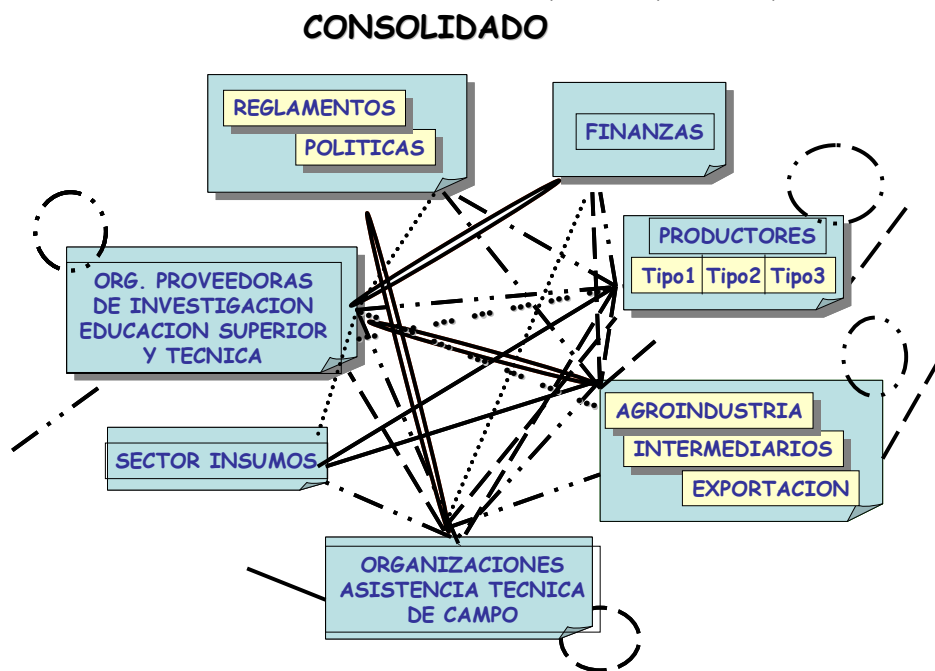 CONSOLIDADO
REGLAMENTOS
POLITICAS
FINANZAS
PRODUCTORES
Tipo1 Tipo2 Tipo3
ORG. PROVEEDORAS
DE INVESTIGACION
EDUCACION SUPERIOR
Y TECNICA
AGROINDUSTRIA
INTERMEDIARIOS
EXPORTACION
SECTOR INSUMOS
ORGANIZACIONES
ASISTENCIA TECNICA
DE CAMPO